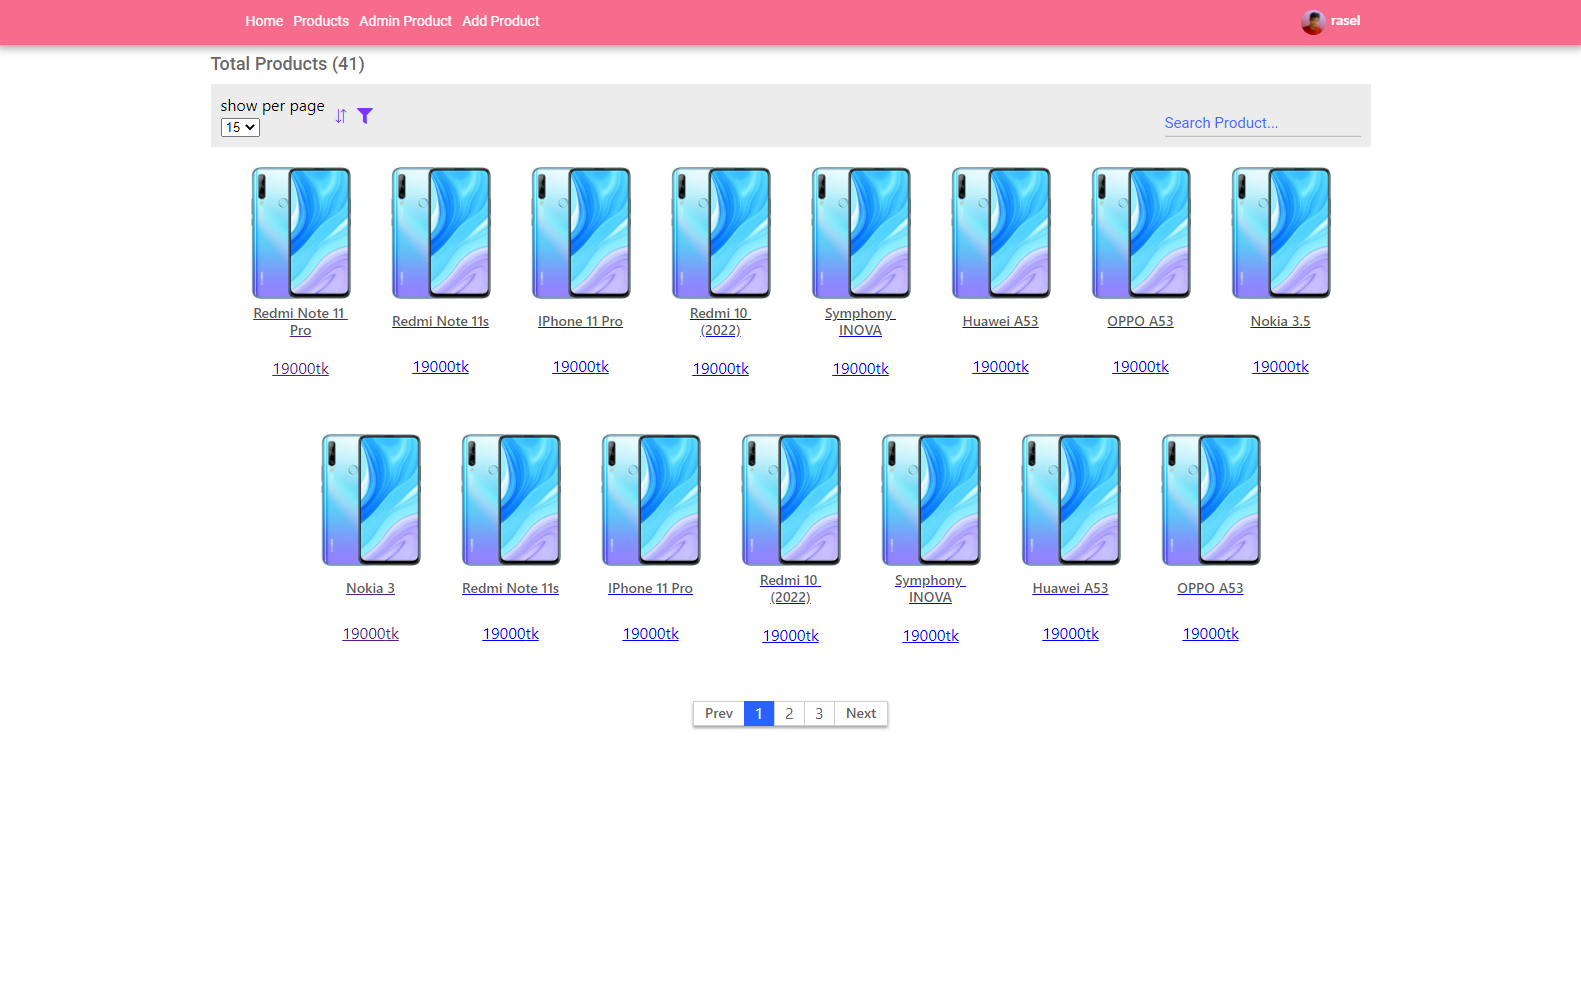 Home Products Admin Product Add Product rasel
Total Products (41)
show per page
15
Search Product...
Redmi Note 11 Pro
Redmi Note 11s
IPhone 11 Pro
Redmi 10 (2022)
Symphony INOVA
Huawei A53
OPPO A53
Nokia 3.5
19000tk 19000tk 19000tk 19000tk 19000tk 19000tk 19000tk 19000tk
Nokia 3
Redmi Note 11s
IPhone 11 Pro
Redmi 10 (2022)
Symphony INOVA
Huawei A53
OPPO A53
19000tk 19000tk 19000tk 19000tk 19000tk 19000tk 19000tk
Prev 1 2 3 Next